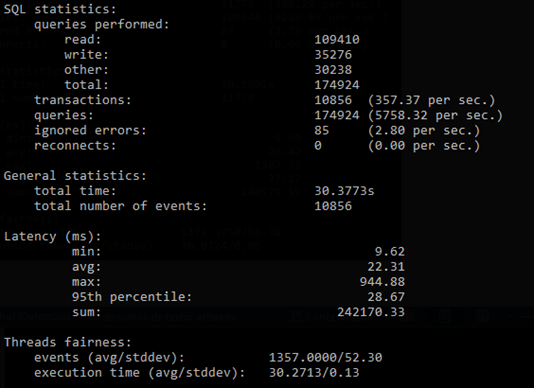 SQL statistics:
queries performed:
read: 109410
write: 35276
other: 30238
total: 174924
transactions: 10856 (357.37 per sec.)
queries: 174924 (5758.32 per sec.)
ignored errors: 85 (2.80 per sec.)
reconnects: 0 (0.00 per sec.)
General statistics:
total time: 30.3773s
total number of events: 10856
Latency (ms):
min: 9.62
avg: 22.31
max: 944.88
95th percentile: 28.67
sum: 242170.33
Threads fairness:
events (avg/stddev): 1357.0000/52.30
execution time (avg/stddev): 30.2713/0.13